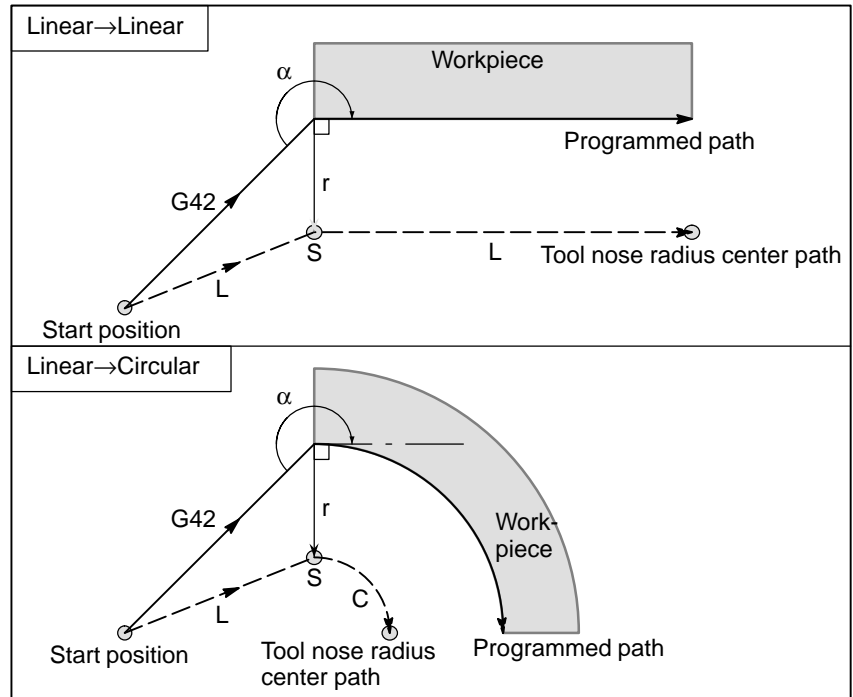 Linear→Linear
Workpiece
α
Programmed path
G42
r
S
L
L
Tool nose radius center path
Start position
Linear→Circular
α
G42
r
Work-
piece
S
C
L
Start position
Tool nose radius
center path
Programmed path